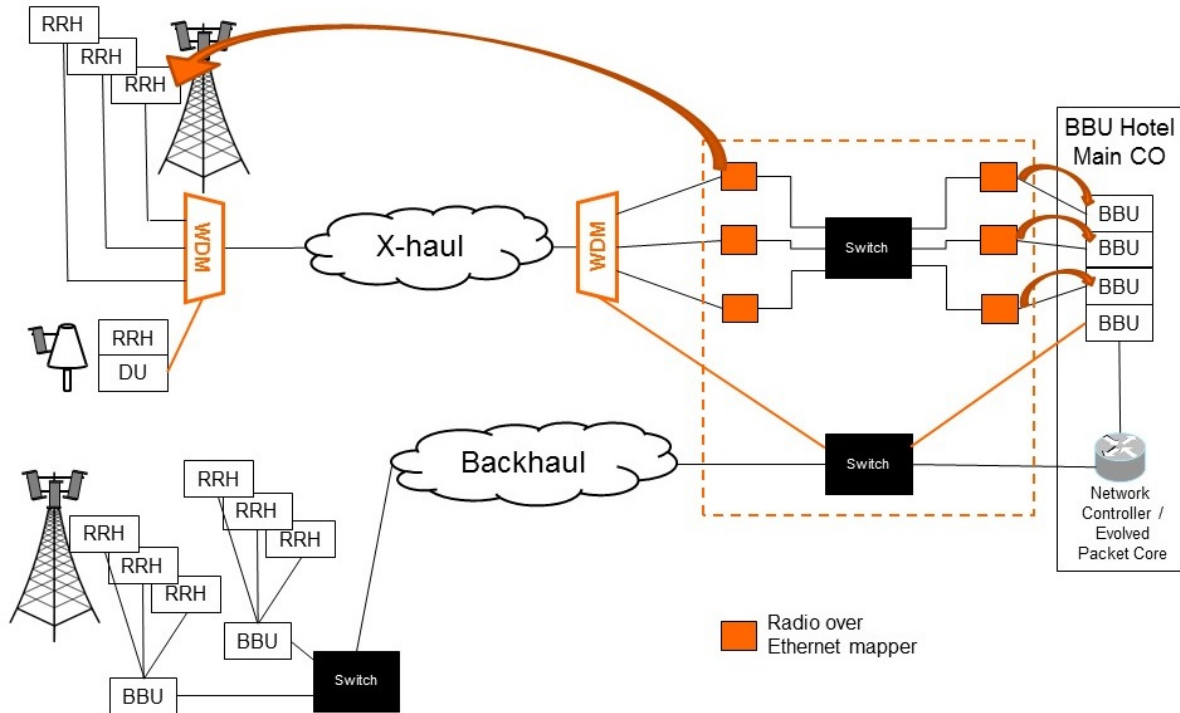 RRH
RRH
RRH
WDM
X-haul
WDM
Switch
BBU Hotel
Main CO
BBU
BBU
BBU
BBU
RRH
DU
Backhaul
Switch
Network
Controller /
Evolved
Packet Core
RRH
RRH
RRH
RRH
RRH
RRH
BBU
BBU
Switch
Radio over
Ethernet mapper